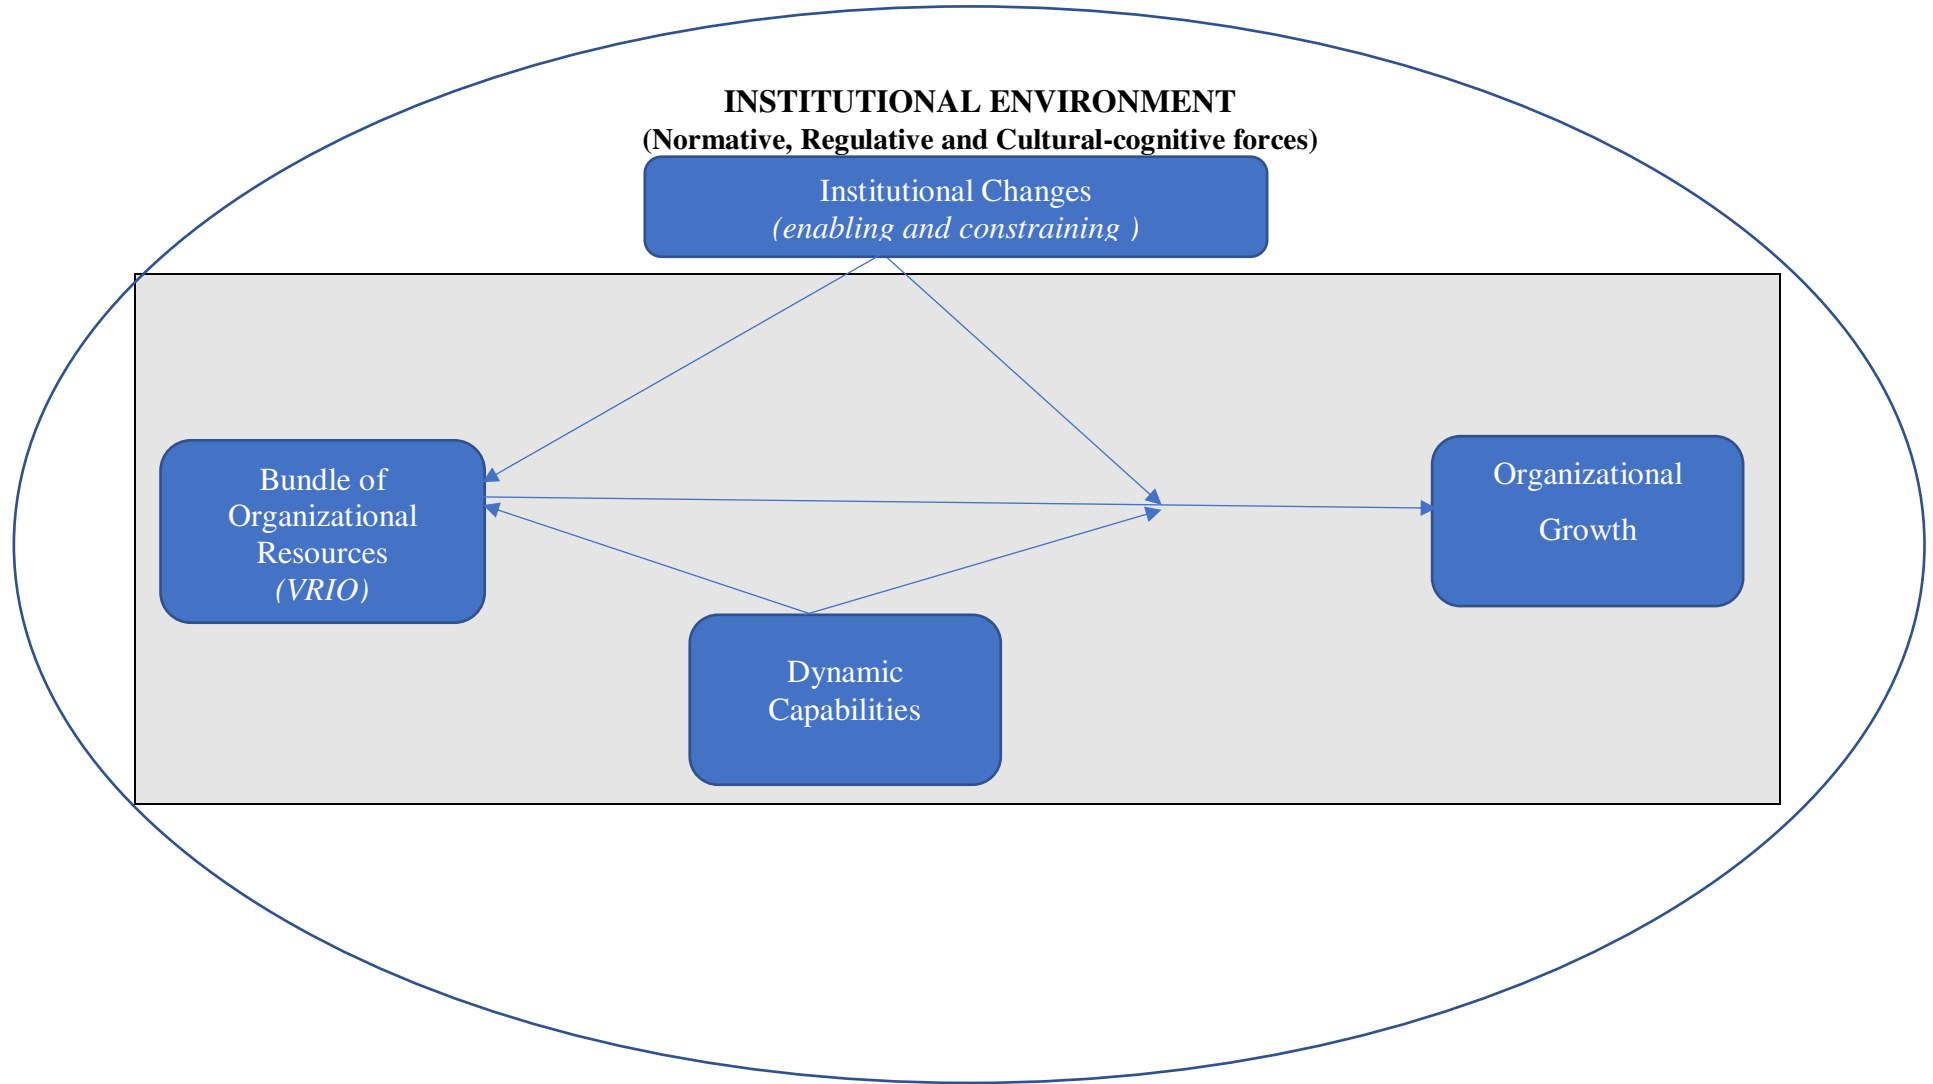 INSTITUTIONAL ENVIRONMENT
(Normative, Regulative and Cultural-cognitive forces)
Institutional Changes
(enabling and constraining )
Bundle of
Organizational
Resources
(VRIO)
Organizational
Growth
Dynamic
Capabilities